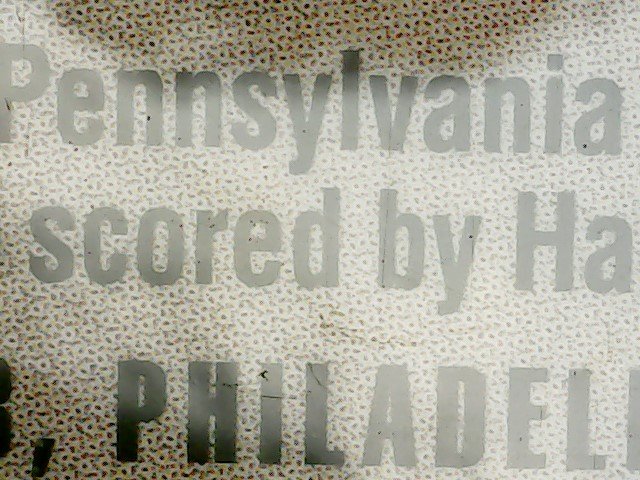 Pennsylvania
scored by Ha
, PHILADEL